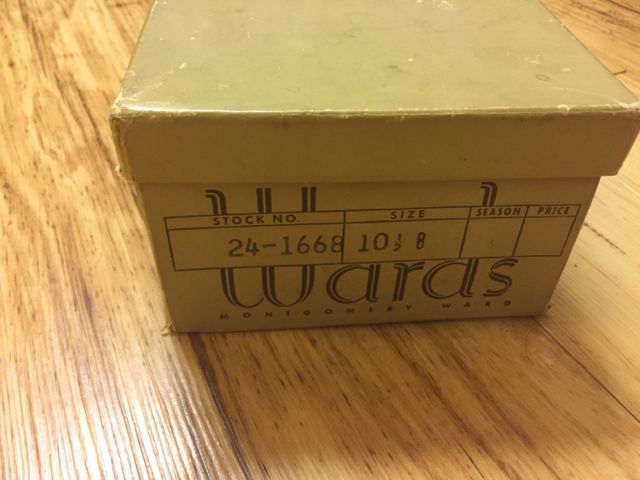 STOCK NO. SIZE SEASON PRICE
24-1668 10½ B
Wards
MONTGOMERY WARD